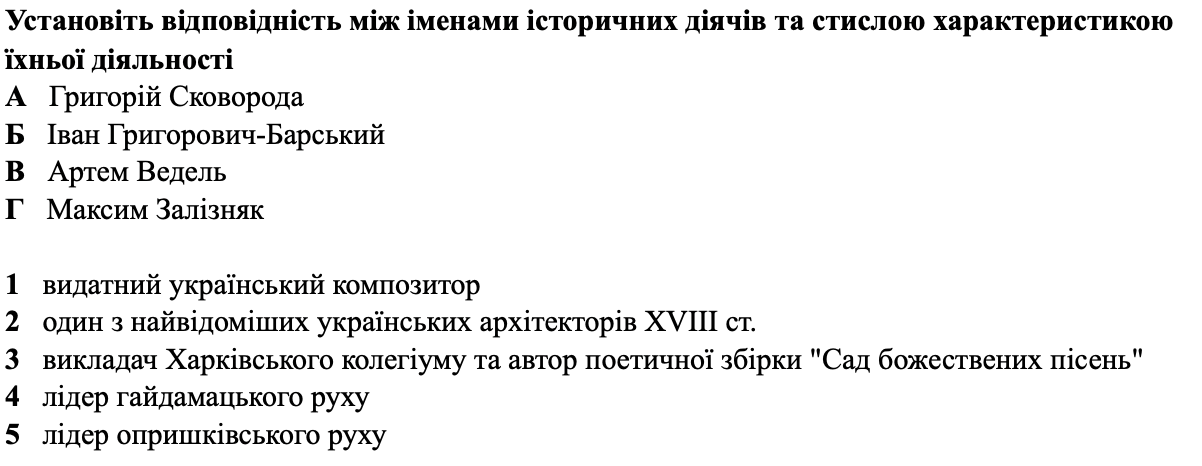 Установіть відповідність між іменами історичних діячів та стислою характеристикою
їхньої діяльності
А Григорій Сковорода
Б Іван Григорович-Барський
В Артем Ведель
Г Максим Залізняк
1 видатний український композитор
2 один з найвідоміших українських архітекторів XVIII ст.
3 викладач Харківського колегіуму та автор поетичної збірки "Сад божествених пісень"
4 лідер гайдамацького руху
5 лідер опришківського руху